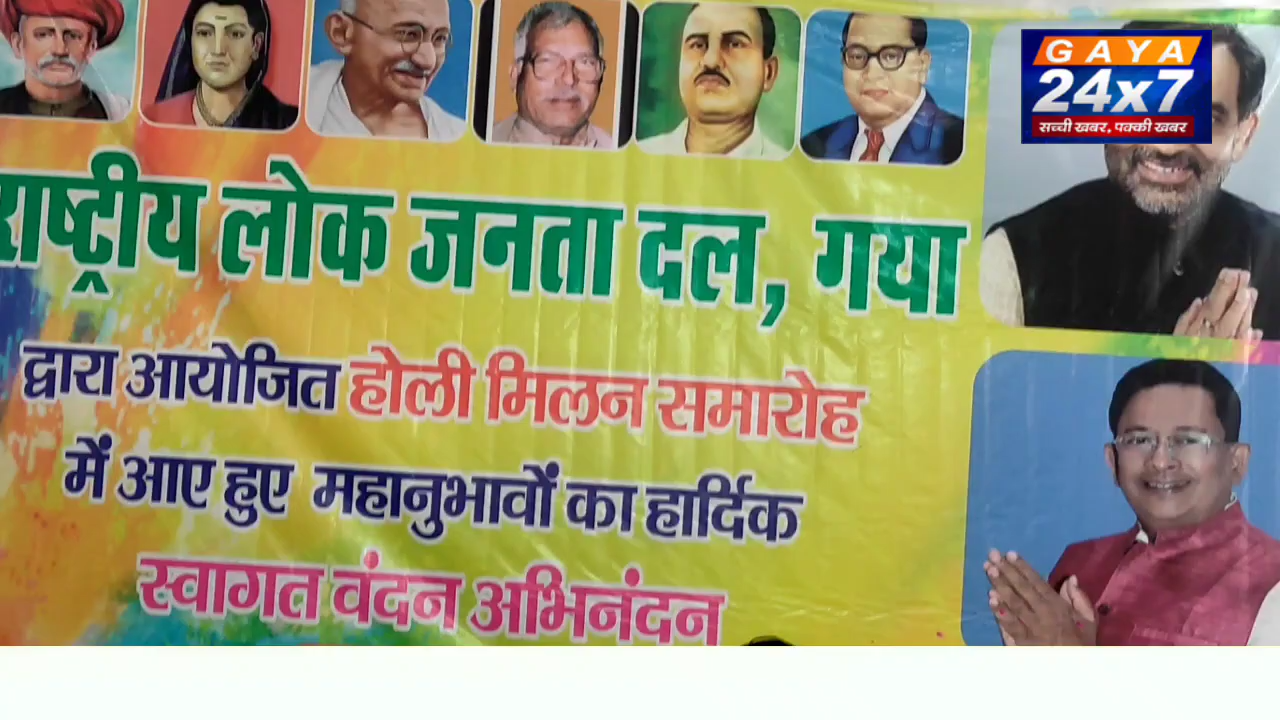 GAYA
24x7
सच्ची खबर, पक्की खबर
राष्ट्रीय लोक जनता दल, गया
द्वारा आयोजित होली मिलन समारोह
में आए हुए महानुभावों का हार्दिक
स्वागत वंदन अभिनंदन